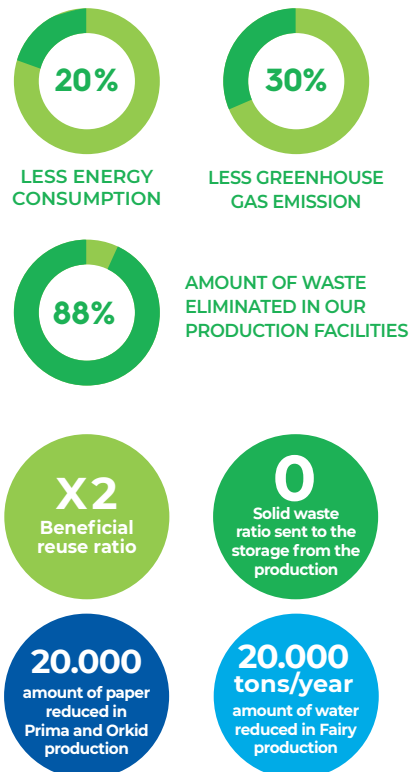 20%
LESS ENERGY
CONSUMPTION
30%
LESS GREENHOUSE
GAS EMISSION
88%
AMOUNT OF WASTE
ELIMINATED IN OUR
PRODUCTION FACILITIES
X2
Beneficial
reuse ratio
0
Solid waste
ratio sent to the
storage from the
production
20.000
amount of paper
reduced in
Prima and Orkid
production
20.000
tons/year
amount of water
reduced in Fairy
production